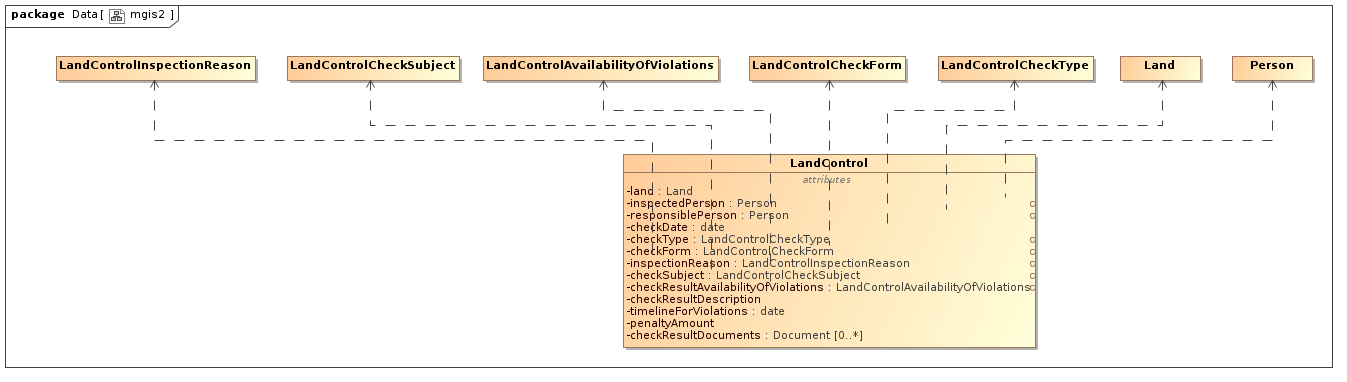 package Data [ mgis2 ]
LandControlInspectionReason
LandControlCheckSubject
LandControlAvailabilityOfViolations
LandControlCheckForm
LandControlCheckType
Land
Person
LandControl
attributes
-land : Land
-inspectedPerson : Person
-responsiblePerson : Person
-checkDate : date
-checkType : LandControlCheckType
-checkForm : LandControlCheckForm
-inspectionReason : LandControlInspectionReason
-checkSubject : LandControlCheckSubject
-checkResultAvailabilityOfViolations : LandControlAvailabilityOfViolations
-checkResultDescription
-timelineForViolations : date
-penaltyAmount
-checkResultDocuments : Document [0..*]